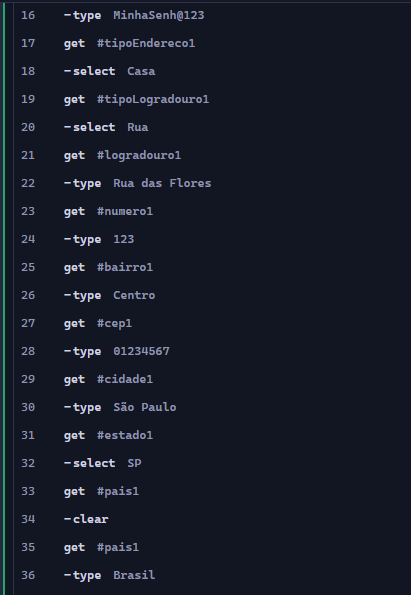 16 -type MinhaSenh@123
17 get #tipoEndereco1
18 -select Casa
19 get #tipoLogradouro1
20 -select Rua
21 get #logradouro1
22 -type Rua das Flores
23 get #numero1
24 -type 123
25 get #bairro1
26 -type Centro
27 get #cep1
28 -type 01234567
29 get #cidade1
30 -type São Paulo
31 get #estado1
32 -select SP
33 get #pais1
34 -clear
35 get #pais1
36 -type Brasil